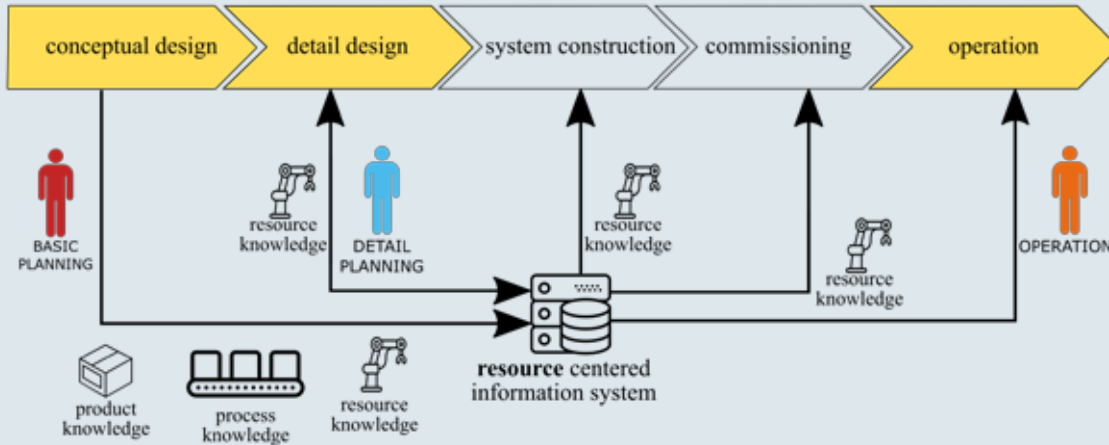 conceptual design
detail design
system construction
commissioning
operation
BASIC
PLANNING
resource
knowledge
DETAIL
PLANNING
resource
knowledge
resource
knowledge
OPERATION
product
knowledge
process
knowledge
resource
knowledge
resource centered
information system